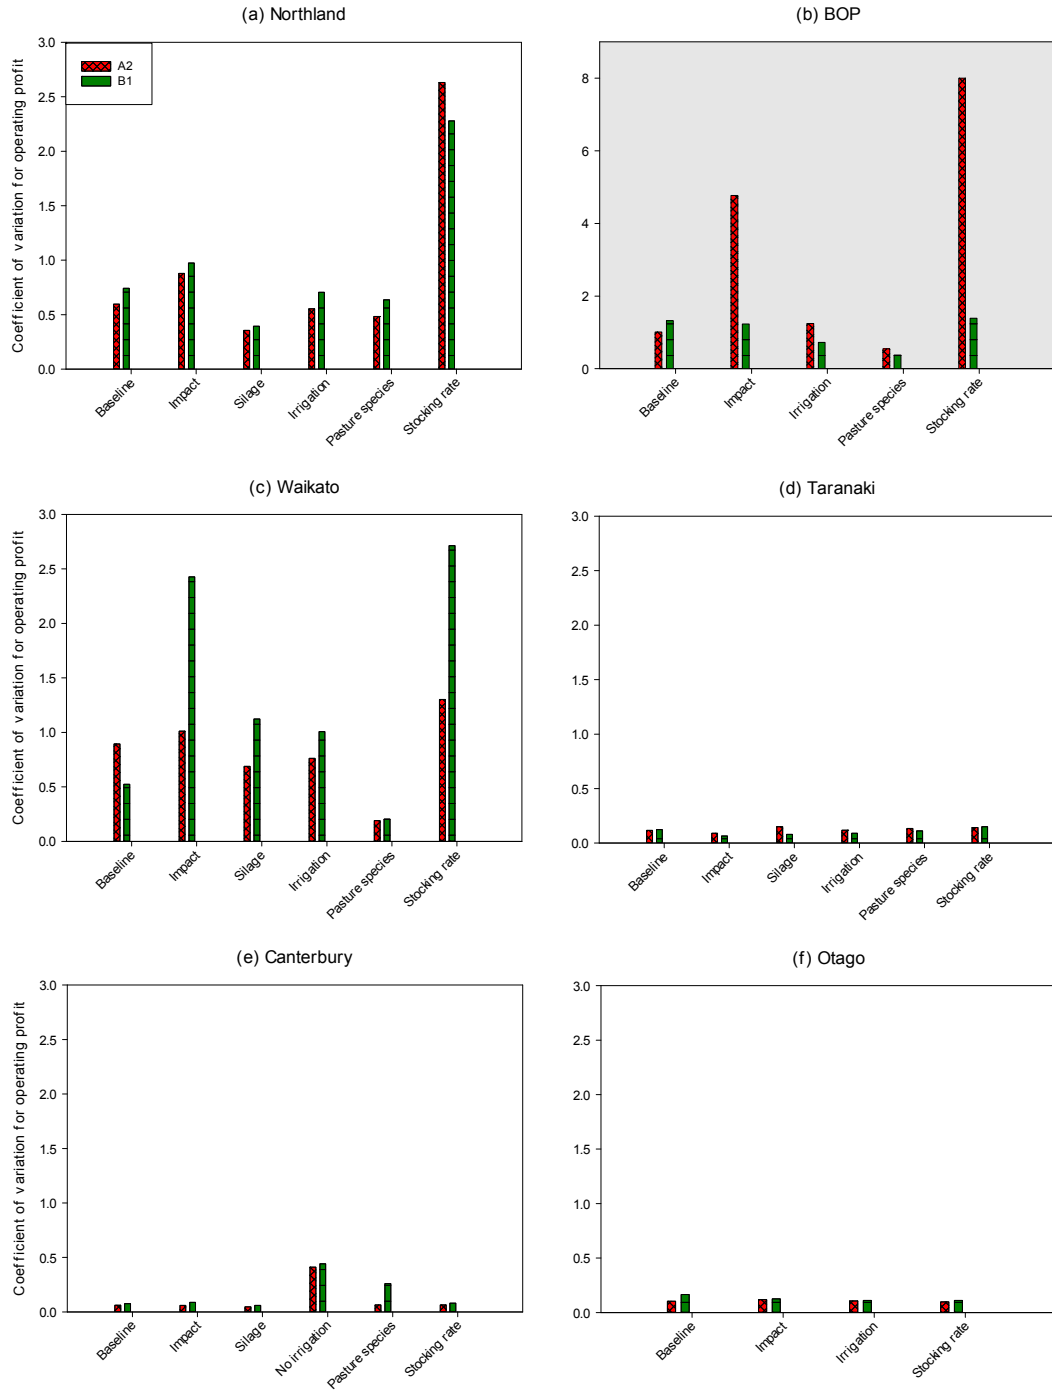 (a) Northland
Coefficient of variation for operating profit
3.0
2.5
2.0
1.5
1.0
0.5
0.0
A2
B1
Baseline
Impact
Silage
Irrigation
Pasture species
Stocking rate
(b) BOP
8
6
4
2
0
Baseline
Impact
Irrigation
Pasture species
Stocking rate
(c) Waikato
Coefficient of variation for operating profit
3.0
2.5
2.0
1.5
1.0
0.5
0.0
Baseline
Impact
Silage
Irrigation
Pasture species
Stocking rate
(d) Taranaki
3.0
2.5
2.0
1.5
1.0
0.5
0.0
Baseline
Impact
Silage
Irrigation
Pasture species
Stocking rate
(e) Canterbury
Coefficient of variation for operating profit
3.0
2.5
2.0
1.5
1.0
0.5
0.0
Baseline
Impact
Silage
No irrigation
Pasture species
Stocking rate
(f) Otago
3.0
2.5
2.0
1.5
1.0
0.5
0.0
Baseline
Impact
Irrigation
Stocking rate